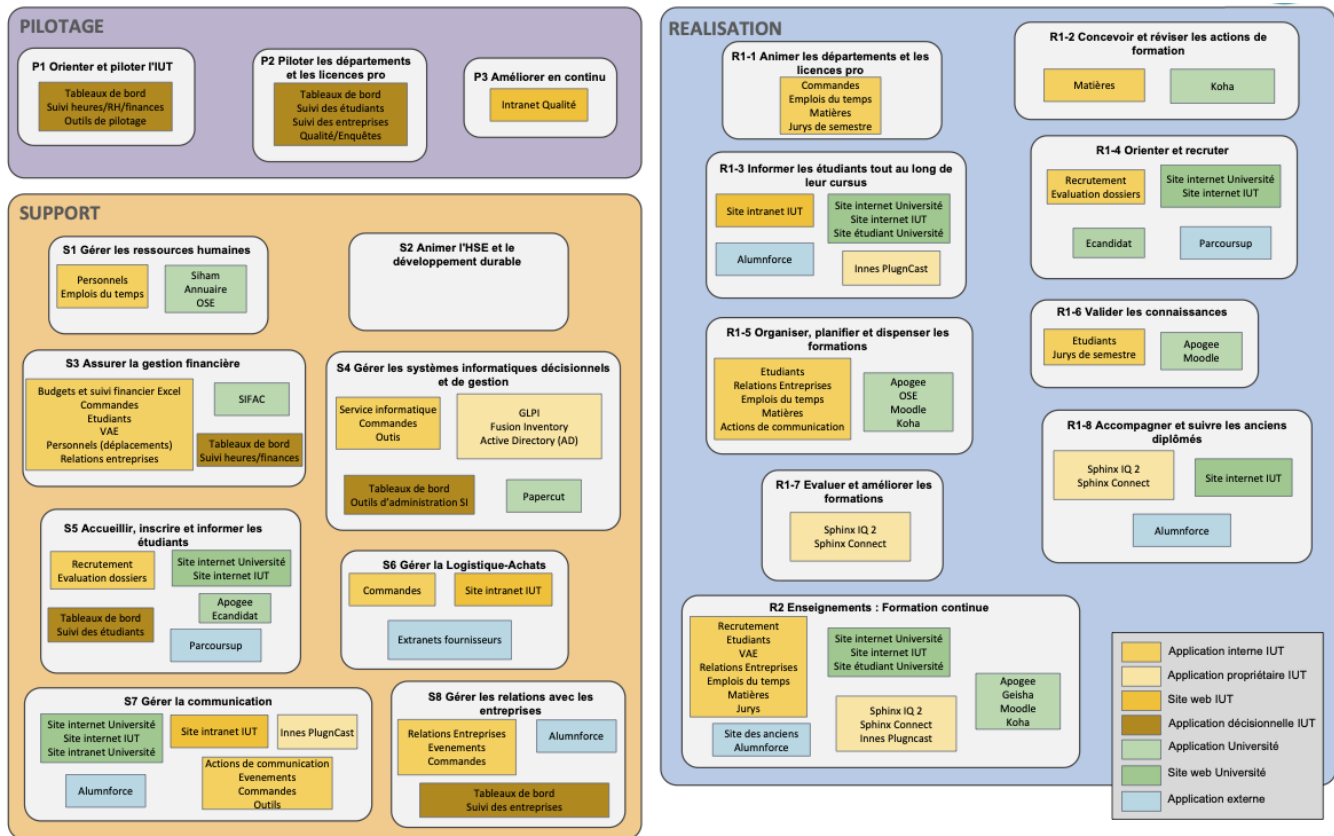 PILOTAGE
P1 Orienter et piloter l'IUT
Tableaux de bord
Suivi heures/RH/finances
Outils de pilotage
P2 Piloter les départements
et les licences pro
Tableaux de bord
Suivi des étudiants
Suivi des entreprises
Qualité/Enquêtes
P3 Améliorer en continu
Intranet Qualité
SUPPORT
S1 Gérer les ressources humaines
Personnels
Emplois du temps
Siham
Annuaire
OSE
S2 Animer l'HSE et le
développement durable
S3 Assurer la gestion financière
Budgets et suivi financier Excel
Commandes
Etudiants
VAE
Personnels (déplacements)
Relations entreprises
SIFAC
Tableaux de bord
Suivi heures/finances
S4 Gérer les systèmes informatiques décisionnels
et de gestion
Service informatique
Commandes
Outis
GLPI
Fusion Inventory
Active Directory (AD)
Tableaux de bord
Outils d'administration SI
Papercut
S5 Accueillir, inscrire et informer les
étudiants
Recrutement
Evaluation dossiers
Site internet Université
Site internet IUT
Tableaux de bord
Suivi des étudiants
Apogee
Ecandidat
Parcoursup
S6 Gérer la Logistique-Achats
Commandes
Site intranet IUT
Extranets fournisseurs
S7 Gérer la communication
Site internet Université
Site internet IUT
Site intranet Université
Site intranet IUT
Innes PlugnCast
Alumnforce
Actions de communication
Evenements
Commandes
Outils
S8 Gérer les relations avec les
entreprises
Relations Entreprises
Evenements
Commandes
Alumnforce
Tableaux de bord
Suivi des entreprises
REALISATION
R1-1 Animer les départements et les
licences pro
Commandes
Emplois du temps
Matières
Jurys de semestre
R1-2 Concevoir et réviser les actions de
formation
Matières
Koha
R1-3 Informer les étudiants tout au long de
leur cursus
Site intranet IUT
Site internet Université
Site internet IUT
Site étudiant Université
Alumnforce
Innes PlugnCast
R1-4 Orienter et recruter
Recrutement
Evaluation dossiers
Site internet Université
Site internet IUT
Ecandidat
Parcoursup
R1-5 Organiser, planifier et dispenser les
formations
Etudiants
Relations Entreprises
Emplois du temps
Matières
Actions de communication
Apogee
OSE
Moodle
Koha
R1-6 Valider les connaissances
Etudiants
Jurys de semestre
Apogee
Moodle
R1-7 Evaluer et améliorer les
formations
Sphinx IQ 2
Sphinx Connect
R1-8 Accompagner et suivre les anciens
diplômés
Sphinx IQ 2
Sphinx Connect
Site internet IUT
Alumnforce
R2 Enseignements : Formation continue
Recrutement
Etudiants
VAE
Relations Entreprises
Emplois du temps
Matières
Jurys
Site internet Université
Site internet IUT
Site étudiant Université
Apogee
Geisha
Moodle
Koha
Site des anciens
Alumnforce
Sphinx IQ 2
Sphinx Connect
Innes Plugncast
Application interne IUT
Application propriétaire IUT
Site web IUT
Application décisionnelle IUT
Application Université
Site web Université
Application externe